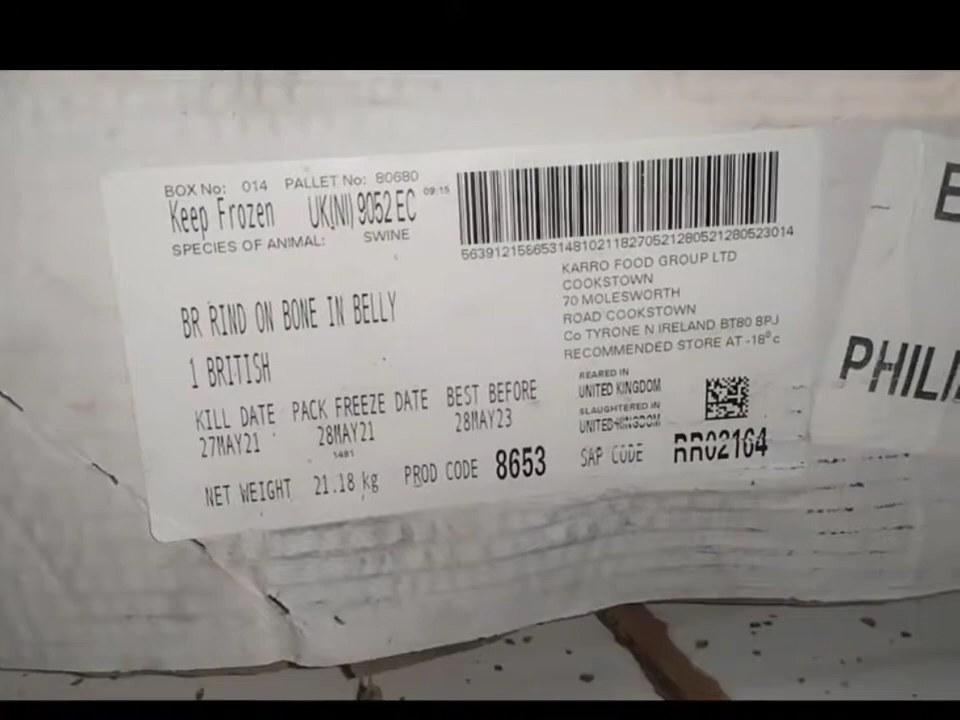 BOX No: 014 PALLET No: 80680
Keep Frozen UK(NI) 9052 EC 09:15
SPECIES OF ANIMAL: SWINE
563912158653148102118270521280521280523014
KARRO FOOD GROUP LTD
COOKSTOWN
70 MOLESWORTH
ROAD COOKSTOWN
Co TYRONE N IRELAND BT80 8PJ
RECOMMENDED STORE AT -18°c
BR RIND ON BONE IN BELLY
1 BRITISH
REARED IN
UNITED KINGDOM
SLAUGHTERED IN
UNITED KINGDOM
KILL DATE PACK FREEZE DATE BEST BEFORE
27MAY21 28MAY21 28MAY23
1481
NET WEIGHT 21.18 kg PROD CODE 8653 SAP CODE RR02164
PHILI